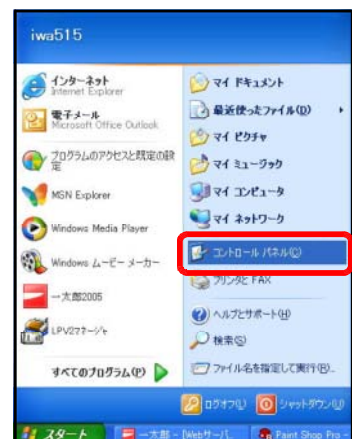 iwa515
インターネット
Internet Explorer
電子メール
Microsoft Office Outlook
プログラムのアクセスと既定の設
定
MSN Explorer
Windows Media Player
Windows ムービー メーカー
一太郎2005
LPVマネージャ
すべてのプログラム(P)
マイ ドキュメント
最近使ったファイル(D)
マイ ピクチャ
マイ ミュージック
マイ コンピュータ
マイ ネットワーク
コントロール パネル(C)
プリンタと FAX
ヘルプとサポート(H)
検索(S)
ファイル名を指定して実行(R)...
ログオフ(L)
シャットダウン(U)
スタート
一太郎 - [Webサーバ...
Paint Shop Pro -